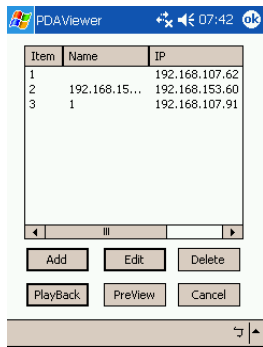 PDAViewer 07:42 ok
Item Name IP
1 192.168.107.62
2 192.168.15... 192.168.153.60
3 1 192.168.107.91
Add Edit Delete
PlayBack PreView Cancel
ㄅ